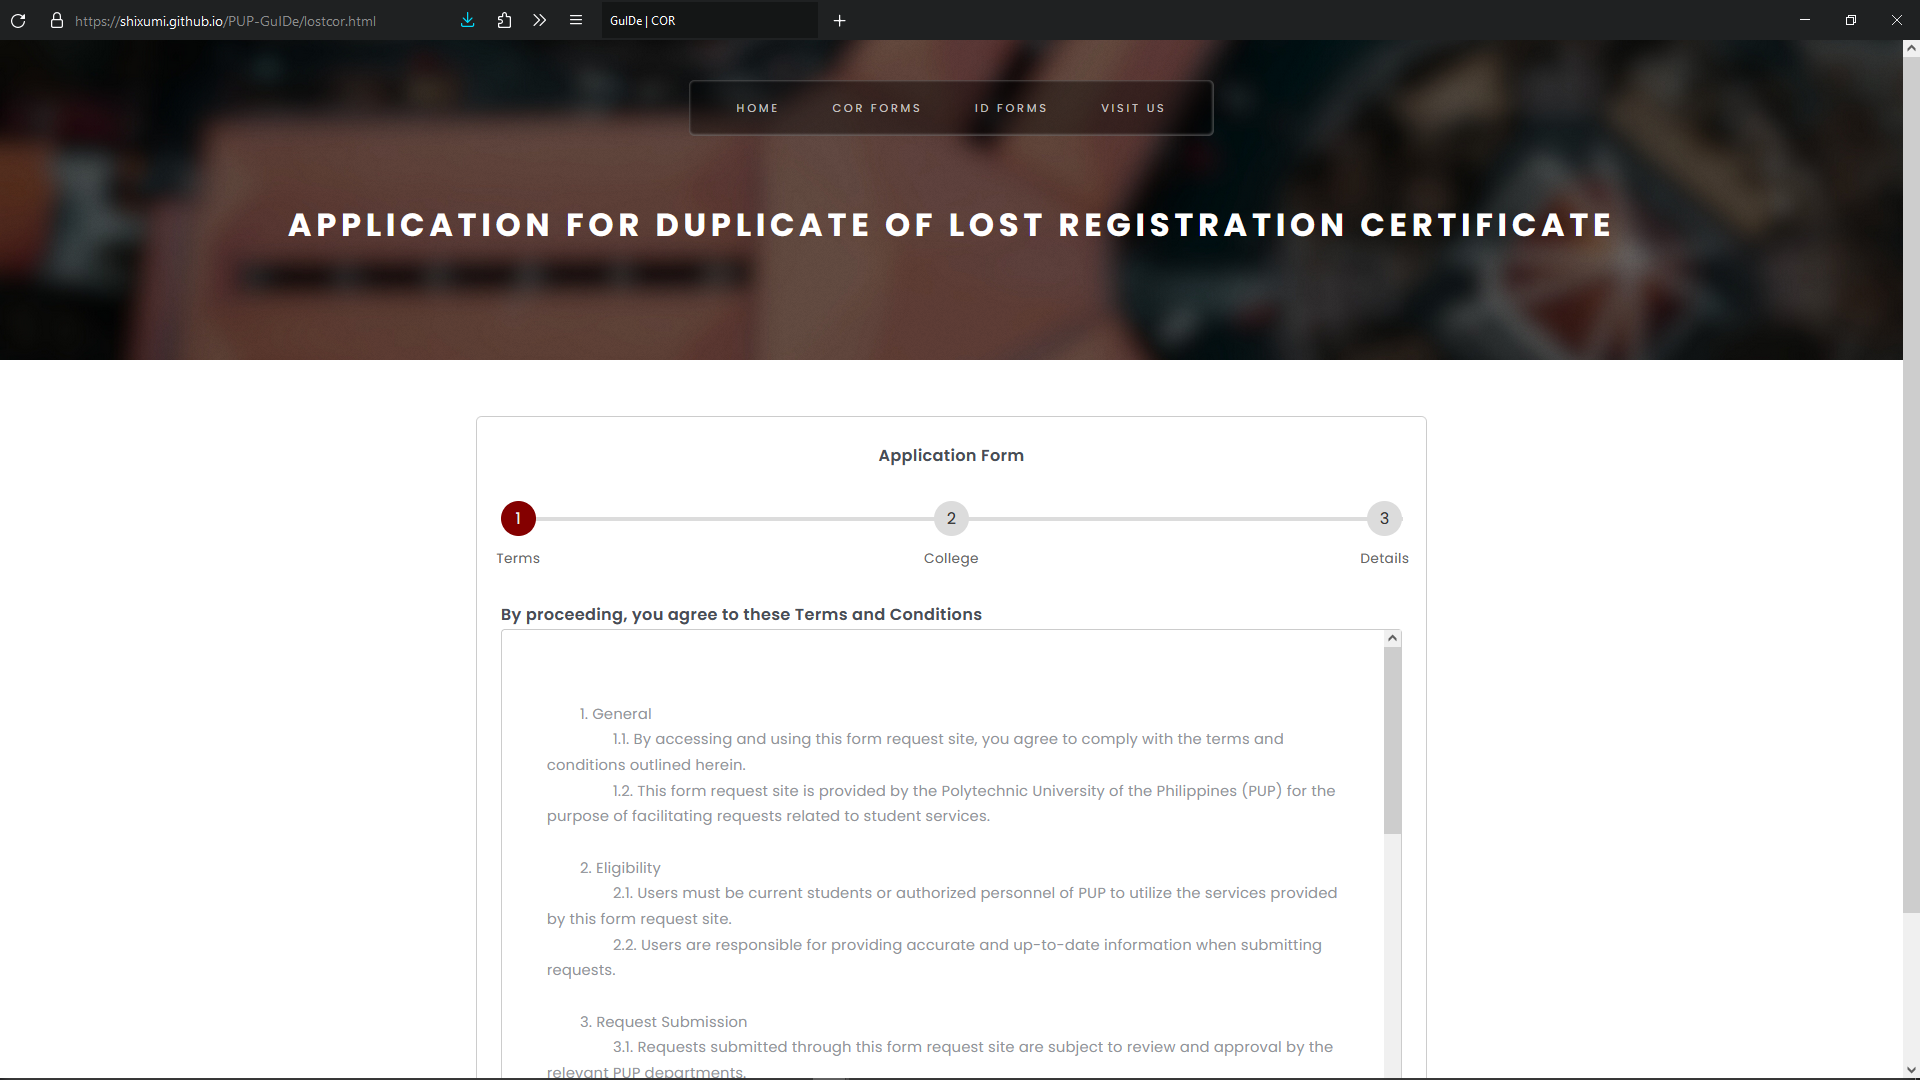 https://shixumi.github.io/PUP-GuIDe/lostcor.html
GuIDe | COR
HOME COR FORMS ID FORMS VISIT US
APPLICATION FOR DUPLICATE OF LOST REGISTRATION CERTIFICATE
Application Form
1 2 3
Terms College Details
By proceeding, you agree to these Terms and Conditions
1. General
1.1. By accessing and using this form request site, you agree to comply with the terms and
conditions outlined herein.
1.2. This form request site is provided by the Polytechnic University of the Philippines (PUP) for the
purpose of facilitating requests related to student services.
2. Eligibility
2.1. Users must be current students or authorized personnel of PUP to utilize the services provided
by this form request site.
2.2. Users are responsible for providing accurate and up-to-date information when submitting
requests.
3. Request Submission
3.1. Requests submitted through this form request site are subject to review and approval by the
relevant PUP departments.